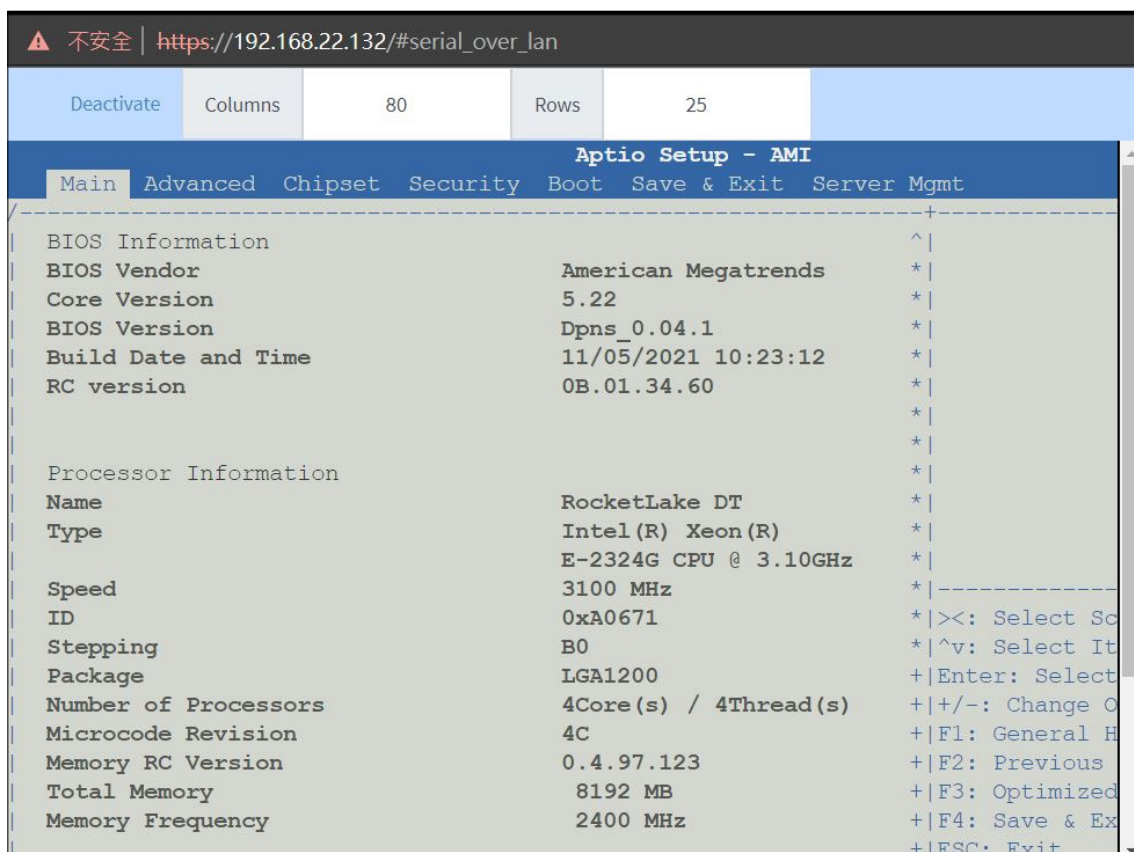 不安全 | https://192.168.22.132/#serial_over_lan
Deactivate Columns 80 Rows 25
Aptio Setup - AMI
Main Advanced Chipset Security Boot Save & Exit Server Mgmt
/----------------------------------------------------------------+-------------
| BIOS Information ^|
| BIOS Vendor American Megatrends *|
| Core Version 5.22 *|
| BIOS Version Dpns_0.04.1 *|
| Build Date and Time 11/05/2021 10:23:12 *|
| RC version 0B.01.34.60 *|
| *|
| *|
| Processor Information *|
| Name RocketLake DT *|
| Type Intel(R) Xeon(R) *|
| E-2324G CPU @ 3.10GHz *|
| Speed 3100 MHz *|-------------
| ID 0xA0671 *|><: Select Sc
| Stepping B0 *|^v: Select It
| Package LGA1200 +|Enter: Select
| Number of Processors 4Core(s) / 4Thread(s) +|+/-: Change O
| Microcode Revision 4C +|F1: General H
| Memory RC Version 0.4.97.123 +|F2: Previous
| Total Memory 8192 MB +|F3: Optimized
| Memory Frequency 2400 MHz +|F4: Save & Ex
| +|ESC: Exit